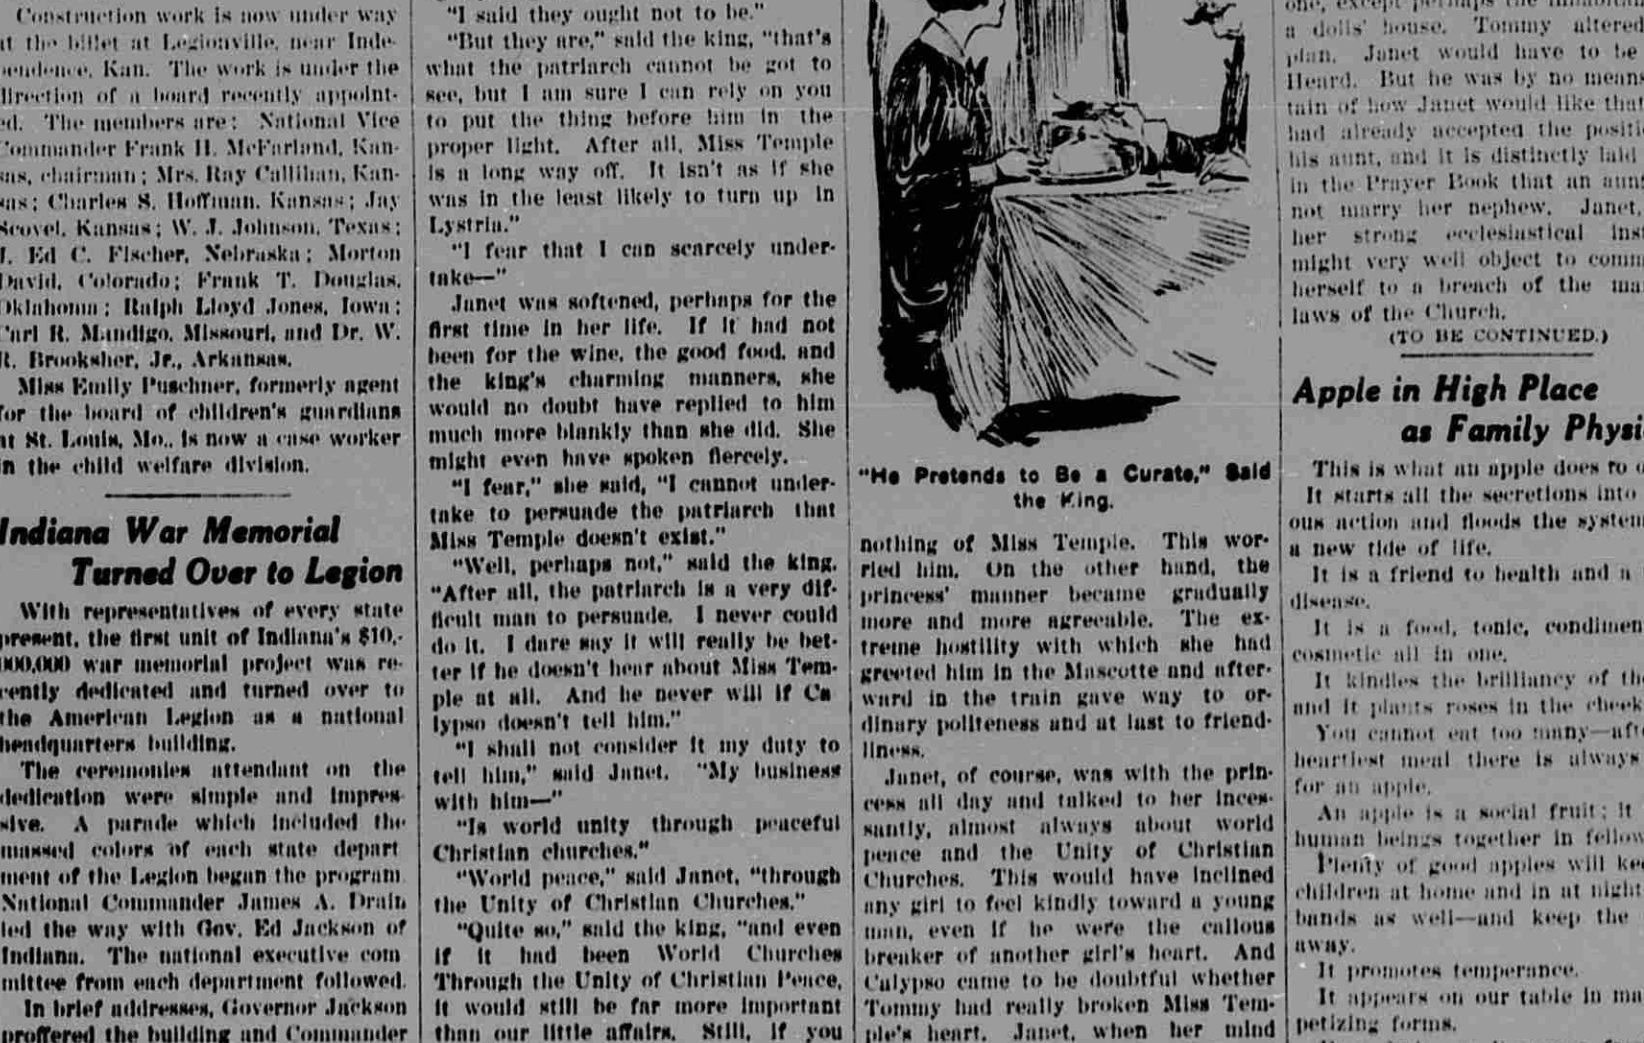 Construction work is now under way
at the billet at Legionville, near Inde-
pendence, Kan. The work is under the
direction of a board recently appoint-
ed. The members are: National Vice
Commander Frank H. McFarland, Kan-
sas, chairman; Mrs. Ray Callihan, Kan-
sas; Charles S. Hoffman, Kansas; Jay
Scovel, Kansas; W. J. Johnson, Texas;
J. Ed C. Fischer, Nebraska; Morton
David, Colorado; Frank T. Douglas,
Oklahoma; Ralph Lloyd Jones, Iowa;
Carl R. Mandigo, Missouri, and Dr. W.
R. Brooksher, Jr., Arkansas.
Miss Emily Puschner, formerly agent
for the board of children's guardians
at St. Louis, Mo., is now a case worker
in the child welfare division.
Indiana War Memorial
Turned Over to Legion
With representatives of every state
present, the first unit of Indiana's $10,-
000,000 war memorial project was re-
cently dedicated and turned over to
the American Legion as a national
headquarters building.
The ceremonies attendant on the
dedication were simple and impres-
sive. A parade which included the
massed colors of each state depart
ment of the Legion began the program.
National Commander James A. Drain
led the way with Gov. Ed Jackson of
Indiana. The national executive com
mittee from each department followed.
In brief addresses, Governor Jackson
proffered the building and Commander
"I said they ought not to be."
"But they are," said the king, "that's
what the patriarch cannot be got to
see, but I am sure I can rely on you
to put the thing before him in the
proper light. After all, Miss Temple
is a long way off. It isn't as if she
was in the least likely to turn up in
Lystria."
"I fear that I can scarcely under-
take—"
Janet was softened, perhaps for the
first time in her life. If it had not
been for the wine, the good food, and
the king's charming manners, she
would no doubt have replied to him
much more blankly than she did. She
might even have spoken fiercely.
"I fear," she said, "I cannot under-
take to persuade the patriarch that
Miss Temple doesn't exist."
"Well, perhaps not," said the king.
"After all, the patriarch is a very dif-
ficult man to persuade. I never could
do it. I dare say it will really be bet-
ter if he doesn't hear about Miss Tem-
ple at all. And he never will if Ca
lypso doesn't tell him."
"I shall not consider it my duty to
tell him," said Janet. "My business
with him—"
"Is world unity through peaceful
Christian churches."
"World peace," said Janet, "through
the Unity of Christian Churches."
"Quite so," said the king, "and even
if it had been World Churches
Through the Unity of Christian Peace,
it would still be far more important
than our little affairs. Still, if you
"He Pretends to Be a Curate," Said
the King.
nothing of Miss Temple. This wor-
ried him. On the other hand, the
princess' manner became gradually
more and more agreeable. The ex-
treme hostility with which she had
greeted him in the Mascotte and after-
ward in the train gave way to or-
dinary politeness and at last to friend-
liness.
Janet, of course, was with the prin-
cess all day and talked to her inces-
santly, almost always about world
peace and the Unity of Christian
Churches. This would have inclined
any girl to feel kindly toward a young
man, even if he were the callous
breaker of another girl's heart. And
Calypso came to be doubtful whether
Tommy had really broken Miss Tem-
ple's heart. Janet, when her mind
one, except perhaps the
a dolls' house. Tommy altered
plan. Janet would have to be
Heard. But he was by no means
tain of how Janet would like that
had already accepted the positi
his aunt, and it is distinctly laid
in the Prayer Book that an aunt
not marry her nephew. Janet,
her strong ecclesiastical inst
might very well object to comm
herself to a breach of the ma
laws of the Church.
(TO BE CONTINUED.)
Apple in High Place
as Family Physi
This is what an apple does to
It starts all the secretions into
ous action and floods the system
a new tide of life.
It is a friend to health and a
disease.
It is a food, tonic, condimen
cosmetic all in one.
It kindles the brilliancy of the
and it plants roses in the cheek
You cannot eat too many—afte
heartiest meal there is always
for an apple.
An apple is a social fruit; it
human beings together in fellow
Plenty of good apples will kee
children at home and in at night
bands as well—and keep the
away.
It promotes temperance.
It appears on our table in ma
petizing forms.